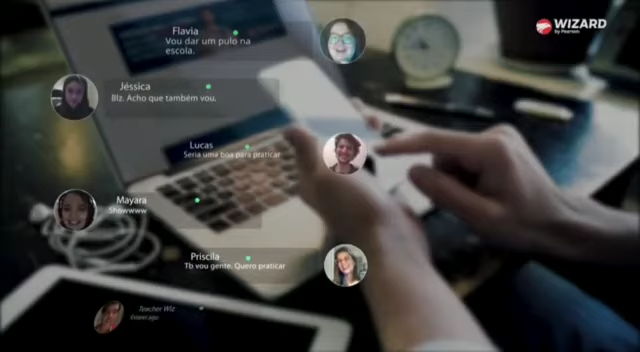 WIZARD
by Pearson
Flavia
Vou dar um pulo na
escola.
Jéssica
Blz. Acho que também vou.
Lucas
Seria uma boa para praticar
Mayara
Showwww
Priscila
Tb vou gente. Quero praticar
Teacher Wiz